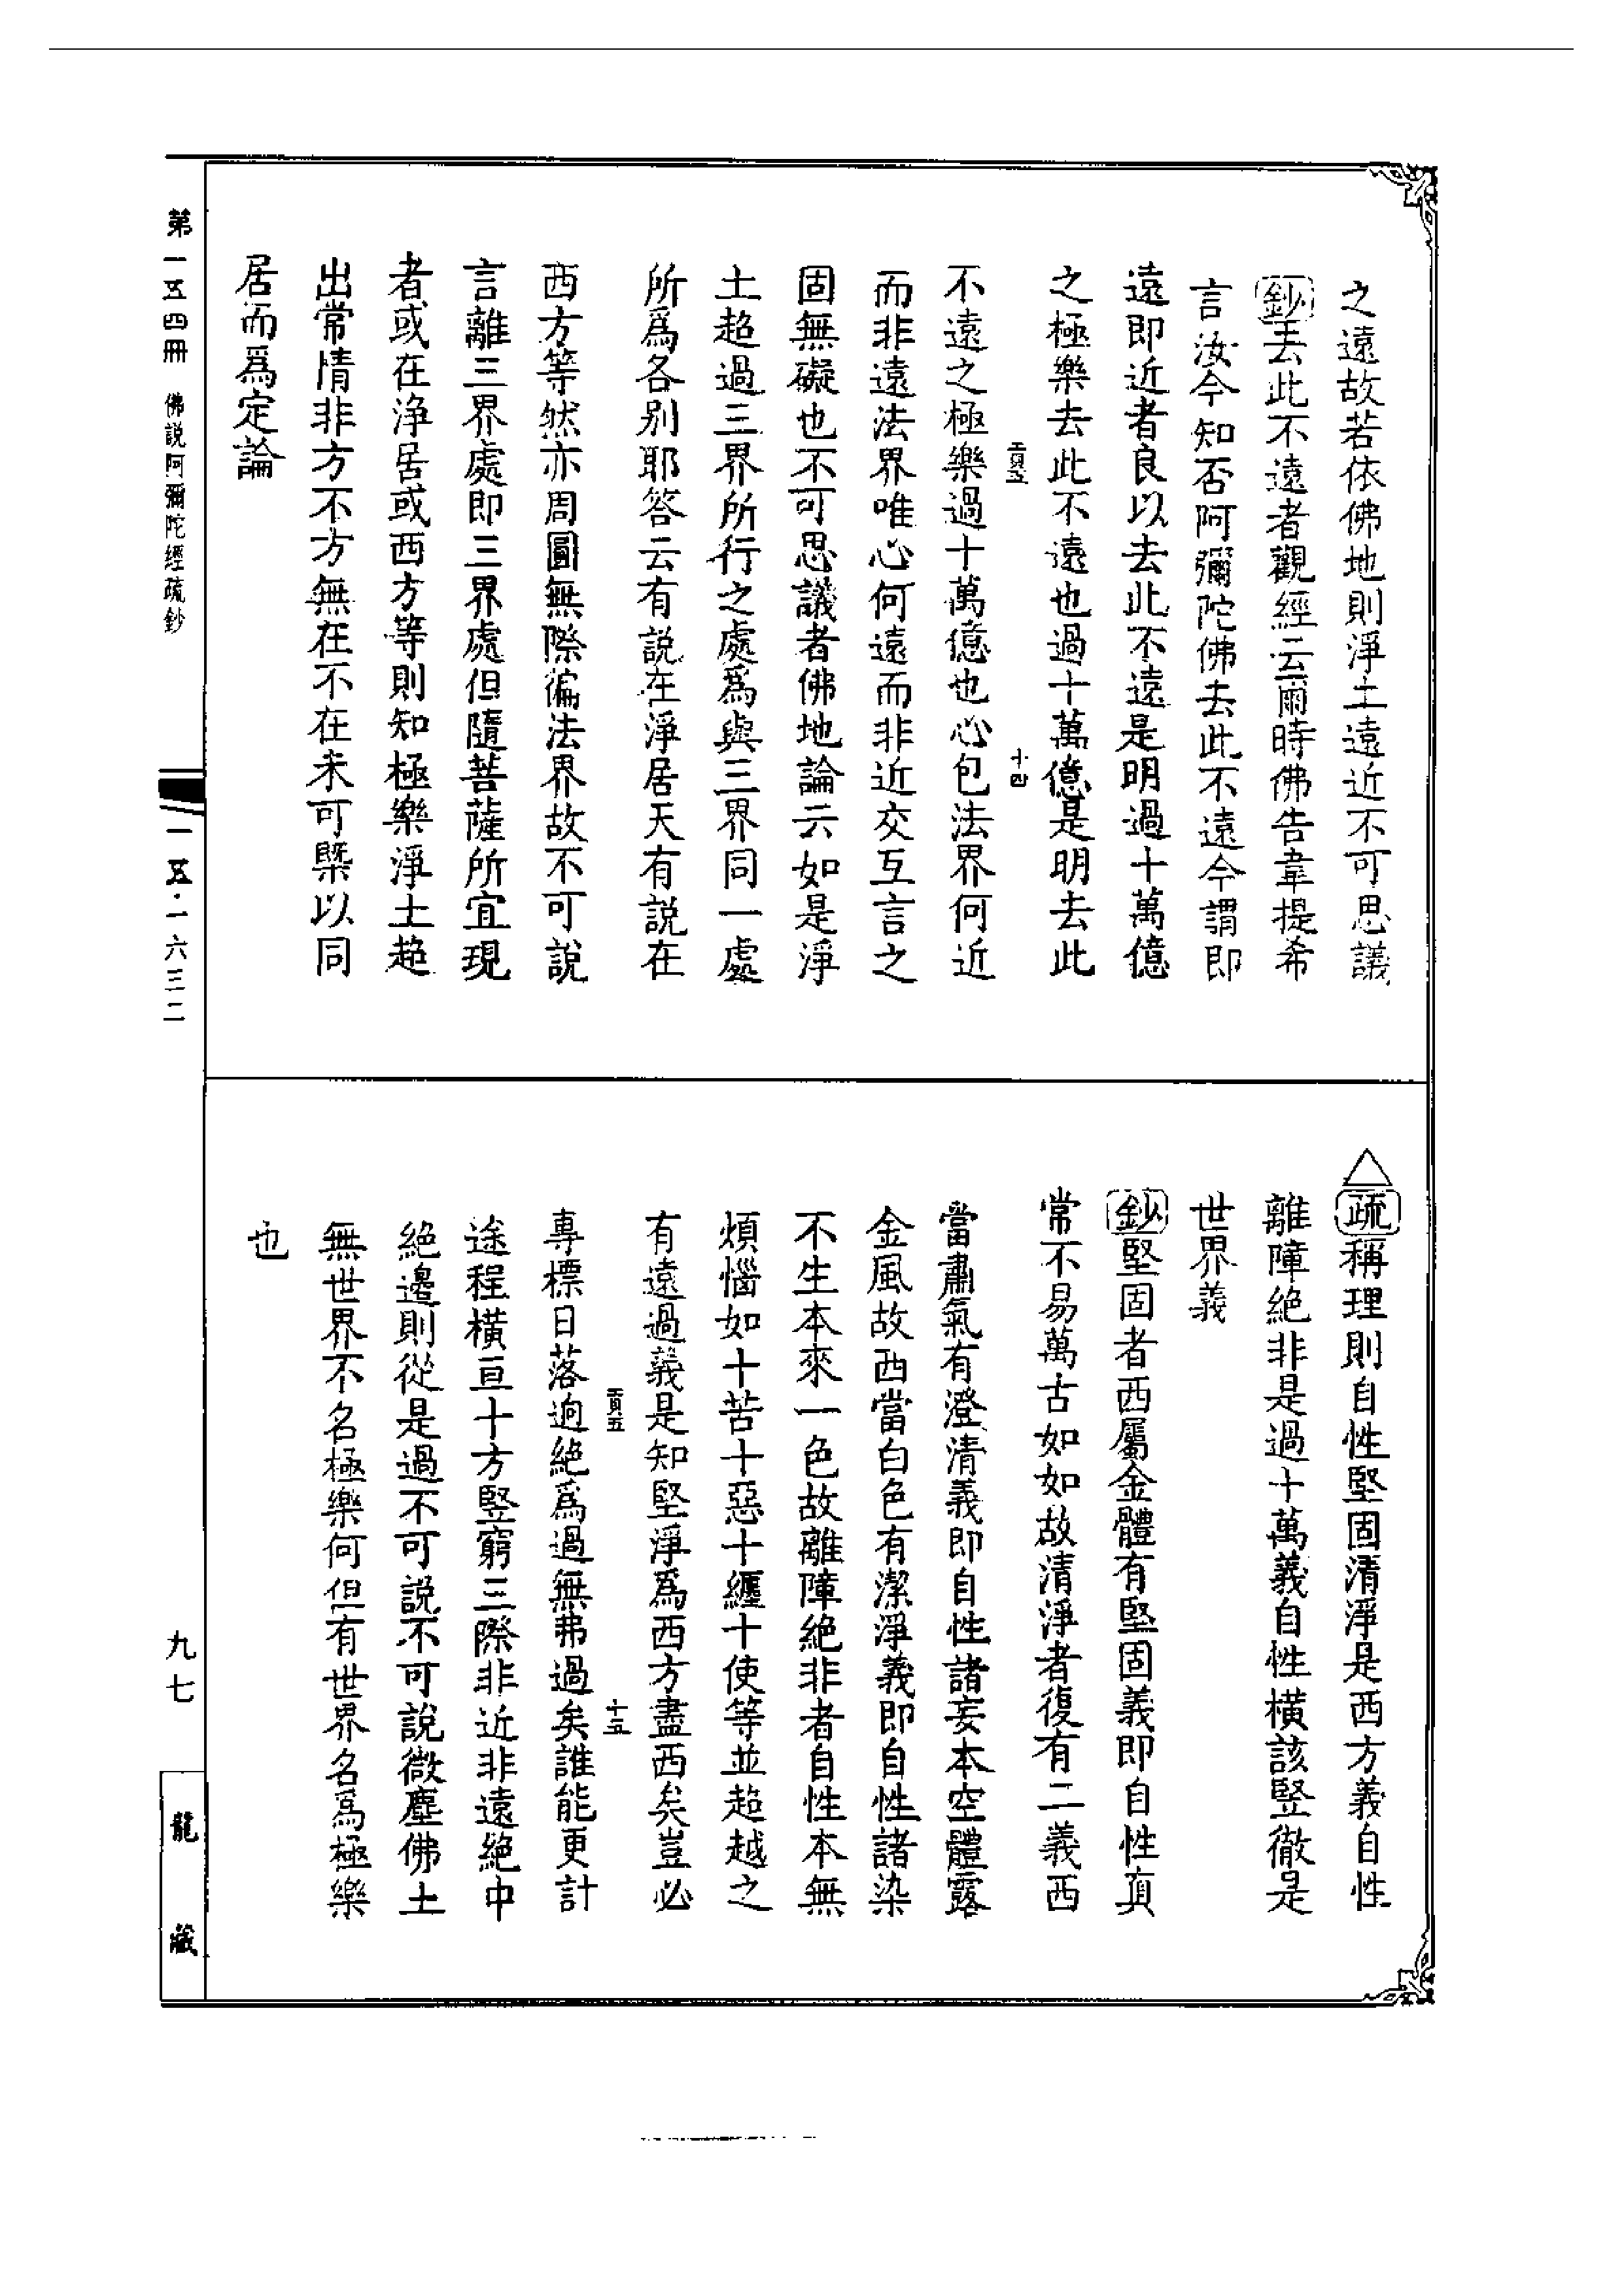 之遠故若依佛地則淨土遠近不可思議
鈔去此不遠者觀經云爾時佛告韋提希
言汝今知否阿彌陀佛去此不遠今謂即
遠即近者良以去此不遠是明過十萬億
之極樂去此不遠也過十萬億是明去此
不遠之極樂過十萬億也心包法界何近
而非遠法界唯心何遠而非近交互言之
固無礙也不可思議者佛地論云如是淨
土超過三界所行之處爲與三界同一處
所爲各别耶答云有説在淨居天有説在
西方等然亦周圓無際徧法界故不可説
言離三界處即三界處但隨菩薩所宜現
者或在淨居或西方等則知極樂淨土超
出常情非方不方無在不在未可槩以同
居而爲定論
十四
△疏稱理則自性堅固清淨是西方義自性
離障絶非是過十萬義自性橫該竪徹是
世界義
鈔堅固者西屬金體有堅固義即自性眞
常不易萬古如如故清淨者復有二義西
當肅氣有澄清義即自性諸妄本空體露
金風故西當白色有潔淨義即自性諸染
不生本來一色故離障絶非者自性本無
煩惱如十苦十惡十纏十使等並超越之
有遠過義是知堅淨爲西方盡西矣豈必
專標日落逈絶爲過無弗過矣誰能更計
途程橫亘十方竪窮三際非近非遠絶中
絶邊則從是過不可説不可說微塵佛土
無世界不名極樂何但有世界名爲極樂
也
十五
第一五四冊 佛説阿彌陀經疏鈔
一五·一六三二
九七
龍藏